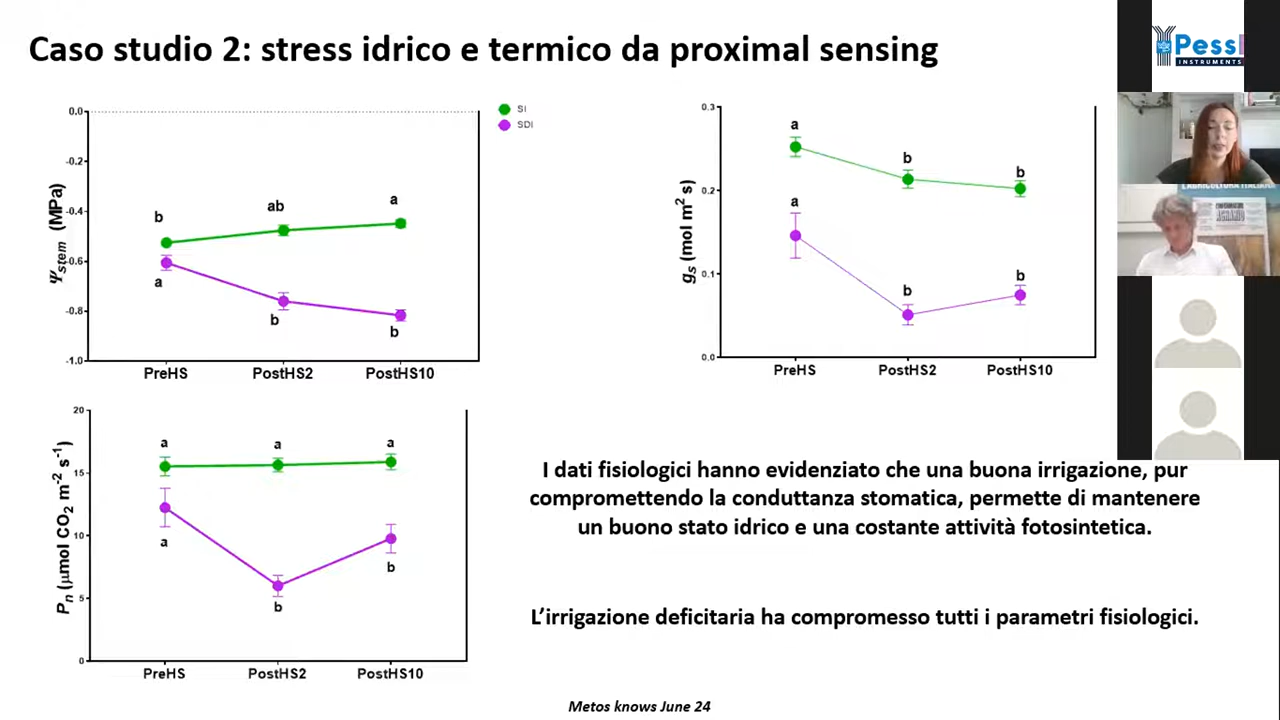 Caso studio 2: stress idrico e termico da proximal sensing
Pessl
INSTRUMENTS
0.0
-0.2
-0.4
-0.6
-0.8
-1.0
Ψstem (MPa)
b
ab
a
a
b
b
PreHS
PostHS2
PostHS10
SI
SDI
0.3
0.2
0.1
0.0
gs (mol m² s)
a
b
b
a
b
b
PreHS
PostHS2
PostHS10
20
15
10
5
0
Pn (µmol CO₂ m⁻² s⁻¹)
a
a
a
a
b
b
PreHS
PostHS2
PostHS10
I dati fisiologici hanno evidenziato che una buona irrigazione, pur
compromettendo la conduttanza stomatica, permette di mantenere
un buono stato idrico e una costante attività fotosintetica.
L’irrigazione deficitaria ha compromesso tutti i parametri fisiologici.
Metos knows June 24
L'AGRICOLTURA ITALIANA
AGRARIO